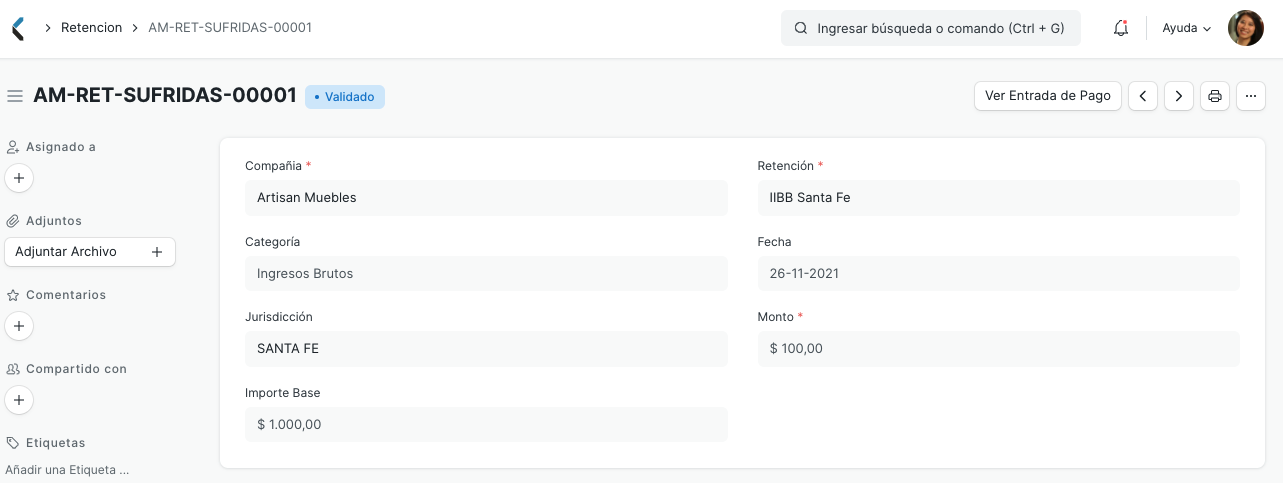 Retencion
AM-RET-SUFRIDAS-00001
Ingresar búsqueda o comando (Ctrl + G)
Ayuda
AM-RET-SUFRIDAS-00001
Validado
Ver Entrada de Pago
Asignado a
Adjuntos
Adjuntar Archivo
Comentarios
Compartido con
Etiquetas
Añadir una Etiqueta ...
Compañia *
Artisan Muebles
Retención *
IIBB Santa Fe
Categoría
Ingresos Brutos
Fecha
26-11-2021
Jurisdicción
SANTA FE
Monto *
$ 100,00
Importe Base
$ 1.000,00